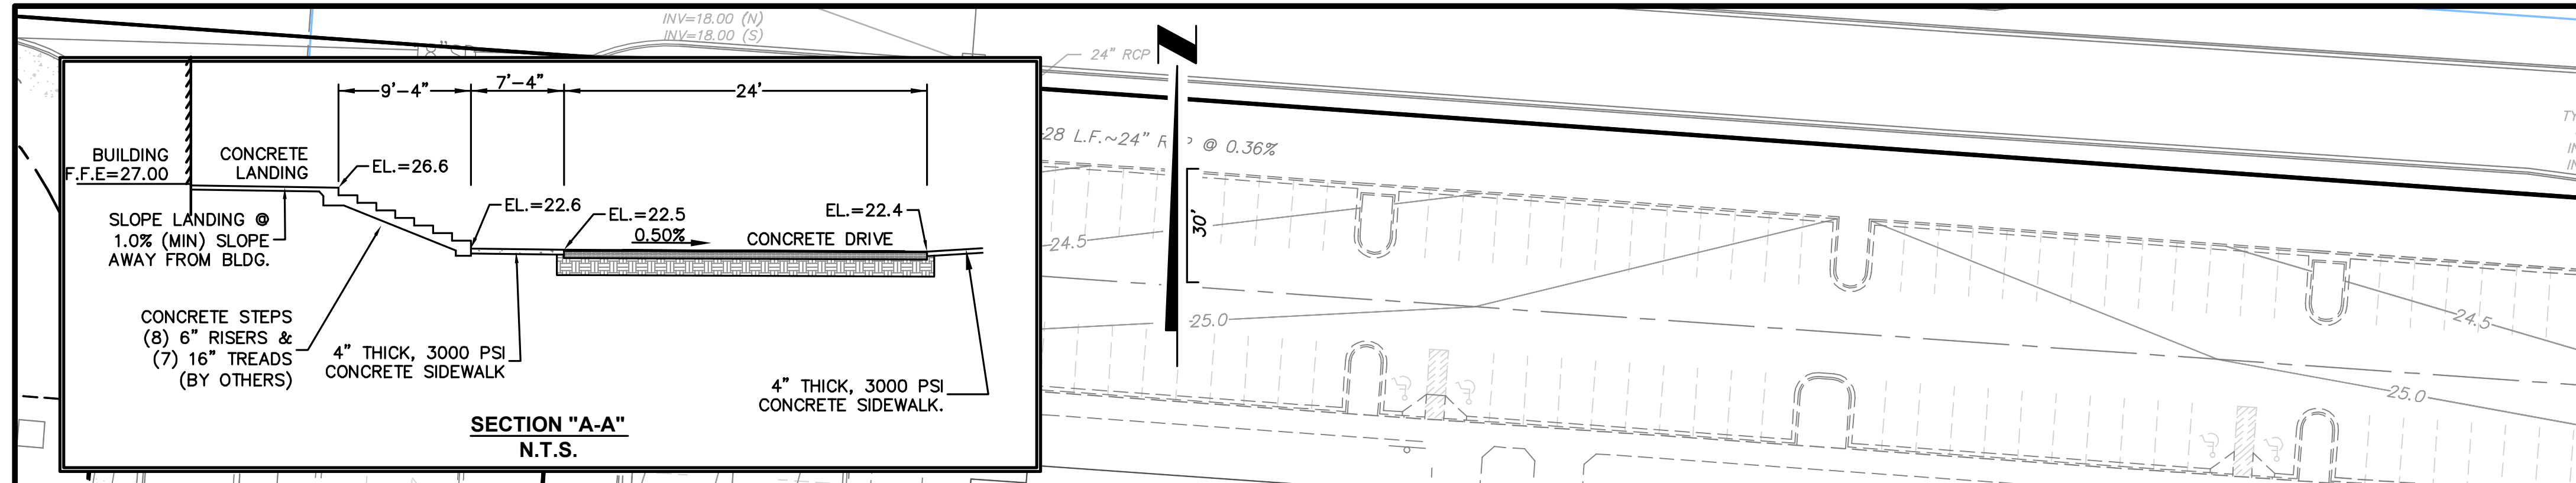 INV=18.00 (N)
INV=18.00 (S)
24" RCP
9'-4"
7'-4"
24'
BUILDING
F.F.E=27.00
CONCRETE
LANDING
EL.=26.6
SLOPE LANDING @
1.0% (MIN) SLOPE
AWAY FROM BLDG.
EL.=22.6
EL.=22.5
0.50%
EL.=22.4
CONCRETE DRIVE
CONCRETE STEPS
(8) 6" RISERS &
(7) 16" TREADS
(BY OTHERS)
4" THICK, 3000 PSI
CONCRETE SIDEWALK
4" THICK, 3000 PSI
CONCRETE SIDEWALK.
SECTION "A-A"
N.T.S.
28 L.F.~24" R P @ 0.36%
30'
24.5
25.0
24.5
25.0